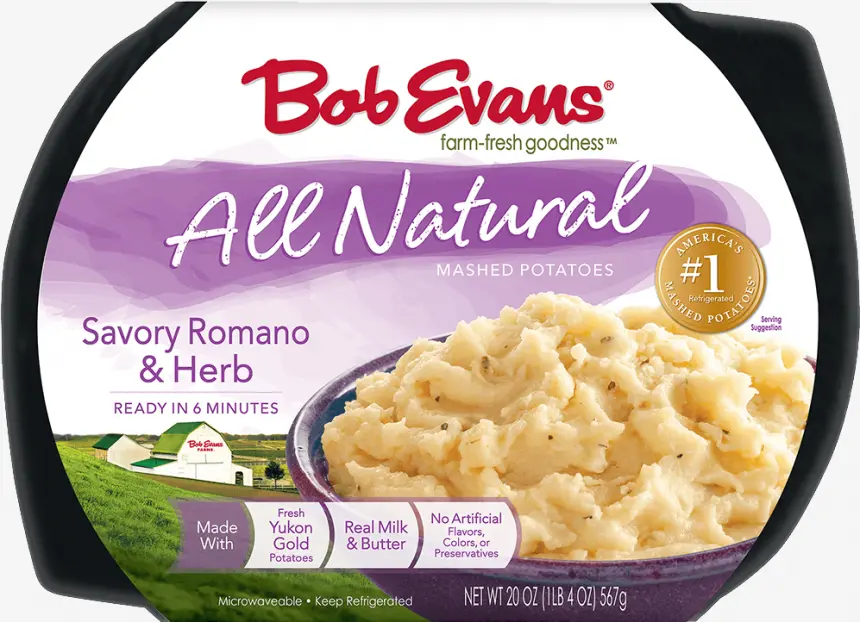 Bob Evans®
farm-fresh goodness™
All Natural
MASHED POTATOES
AMERICA'S
#1
Refrigerated
MASHED POTATOES*
Serving
Suggestion
Savory Romano
& Herb
READY IN 6 MINUTES
Bob Evans
FARMS
Made
With
Fresh
Yukon
Gold
Potatoes
Real Milk
& Butter
No Artificial
Flavors,
Colors, or
Preservatives
Microwaveable • Keep Refrigerated
NET WT 20 OZ (1LB 4 OZ) 567g